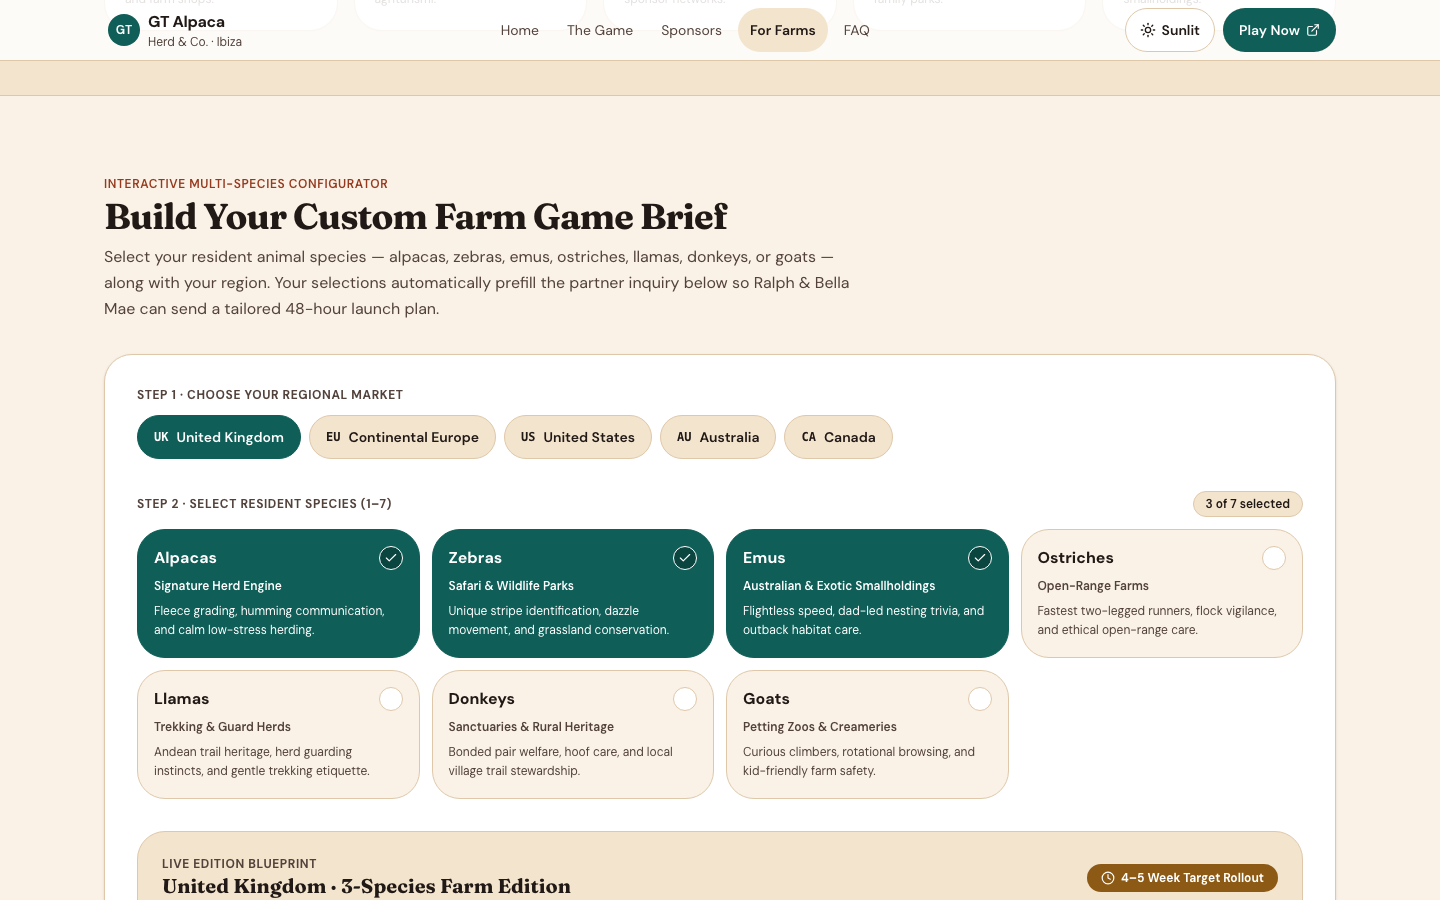 and farm shops.
agritourism.
sponsor networks.
family parks.
smallholdings.
GT
GT Alpaca
Herd & Co. · Ibiza
Home
The Game
Sponsors
For Farms
FAQ
Sunlit
Play Now
INTERACTIVE MULTI-SPECIES CONFIGURATOR
Build Your Custom Farm Game Brief
Select your resident animal species — alpacas, zebras, emus, ostriches, llamas, donkeys, or goats —
along with your region. Your selections automatically prefill the partner inquiry below so Ralph & Bella
Mae can send a tailored 48-hour launch plan.
STEP 1 · CHOOSE YOUR REGIONAL MARKET
UK United Kingdom
EU Continental Europe
US United States
AU Australia
CA Canada
STEP 2 · SELECT RESIDENT SPECIES (1–7)
3 of 7 selected
Alpacas
Signature Herd Engine
Fleece grading, humming communication,
and calm low-stress herding.
Zebras
Safari & Wildlife Parks
Unique stripe identification, dazzle
movement, and grassland conservation.
Emus
Australian & Exotic Smallholdings
Flightless speed, dad-led nesting trivia, and
outback habitat care.
Ostriches
Open-Range Farms
Fastest two-legged runners, flock vigilance,
and ethical open-range care.
Llamas
Trekking & Guard Herds
Andean trail heritage, herd guarding
instincts, and gentle trekking etiquette.
Donkeys
Sanctuaries & Rural Heritage
Bonded pair welfare, hoof care, and local
village trail stewardship.
Goats
Petting Zoos & Creameries
Curious climbers, rotational browsing, and
kid-friendly farm safety.
LIVE EDITION BLUEPRINT
United Kingdom · 3-Species Farm Edition
4–5 Week Target Rollout